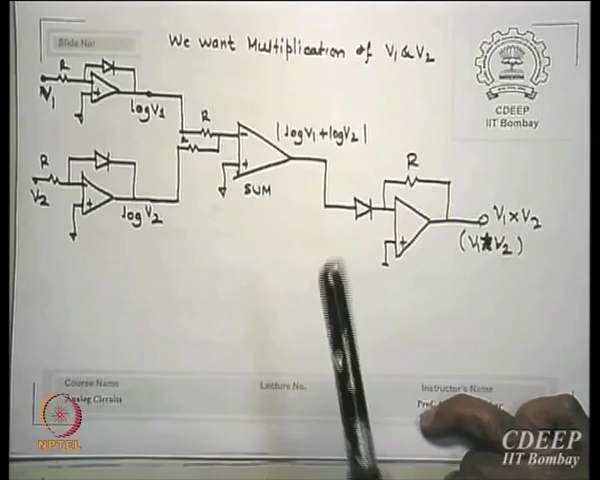 Slide No:
We want Multiplication of V1 & V2
CDEEP
IIT Bombay
R
V1
+
log V1
R
V2
+
log V2
R
R
-
+
SUM
|log V1 + log V2|
R
+
V1 × V2
(V1 * V2)
Course Name
Analog Circuits
Lecture No.
Instructor's Name
Prof.
NPTEL
CDEEP
IIT Bombay